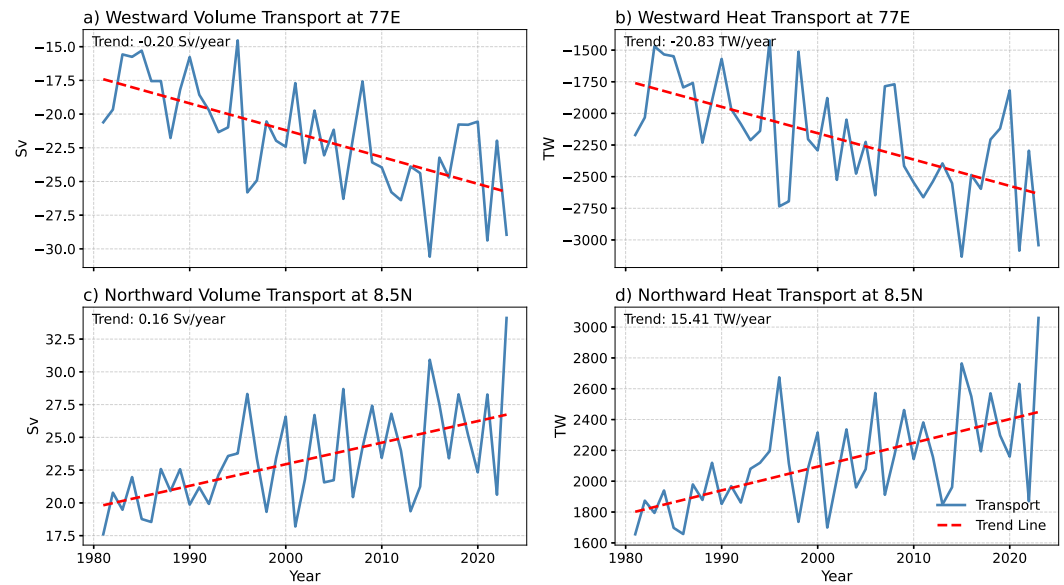 a) Westward Volume Transport at 77E
Trend: -0.20 Sv/year
−15.0
−17.5
−20.0
−22.5
−25.0
−27.5
−30.0
Sv
b) Westward Heat Transport at 77E
Trend: -20.83 TW/year
−1500
−1750
−2000
−2250
−2500
−2750
−3000
TW
c) Northward Volume Transport at 8.5N
Trend: 0.16 Sv/year
32.5
30.0
27.5
25.0
22.5
20.0
17.5
Sv
1980
1990
2000
2010
2020
Year
d) Northward Heat Transport at 8.5N
Trend: 15.41 TW/year
3000
2800
2600
2400
2200
2000
1800
1600
TW
Transport
Trend Line
1980
1990
2000
2010
2020
Year